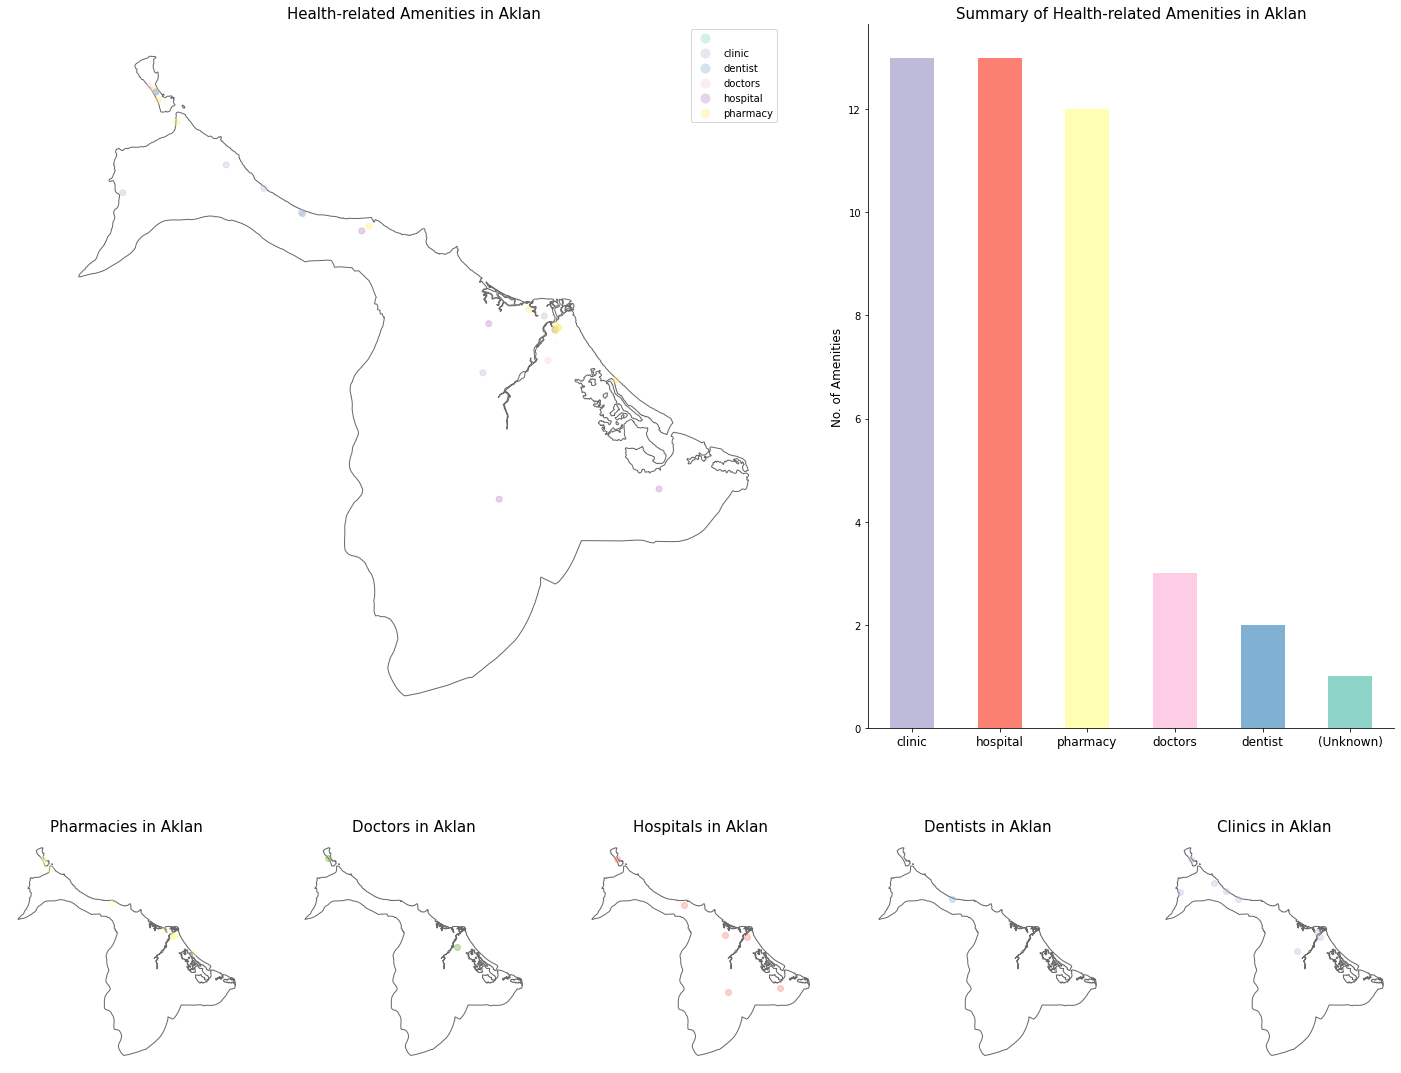 Health-related Amenities in Aklan
clinic
dentist
doctors
hospital
pharmacy
Summary of Health-related Amenities in Aklan
No. of Amenities
12
10
8
6
4
2
0
clinic
hospital
pharmacy
doctors
dentist
(Unknown)
Pharmacies in Aklan
Doctors in Aklan
Hospitals in Aklan
Dentists in Aklan
Clinics in Aklan